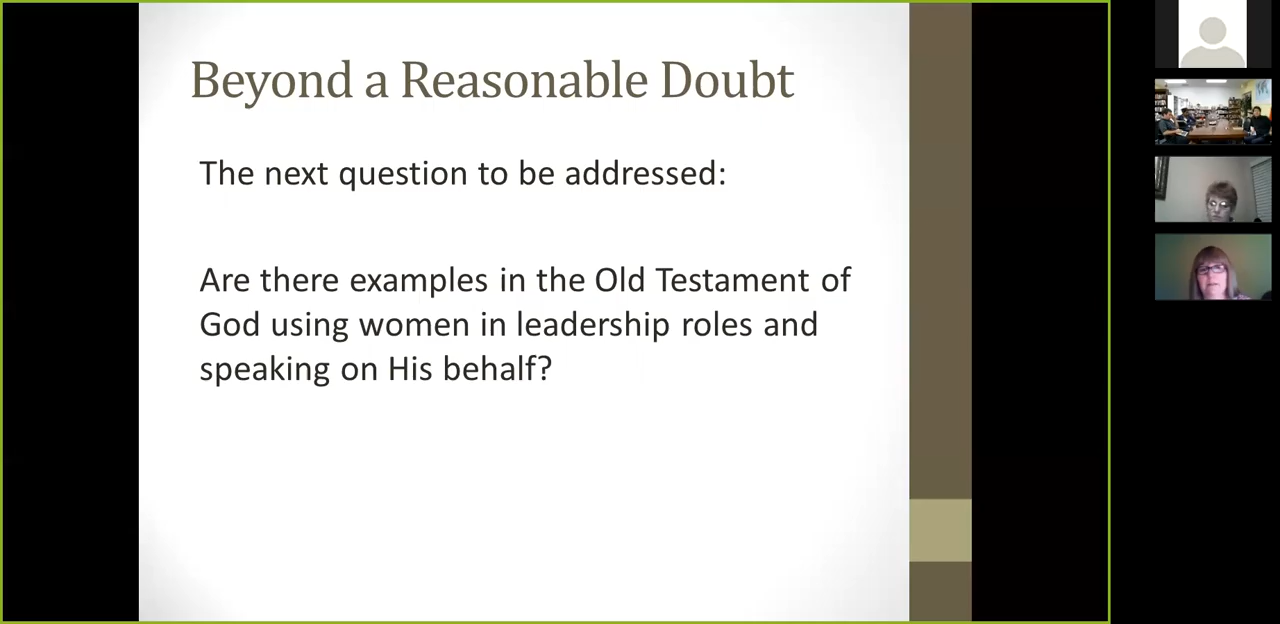 Beyond a Reasonable Doubt
The next question to be addressed:
Are there examples in the Old Testament of
God using women in leadership roles and
speaking on His behalf?